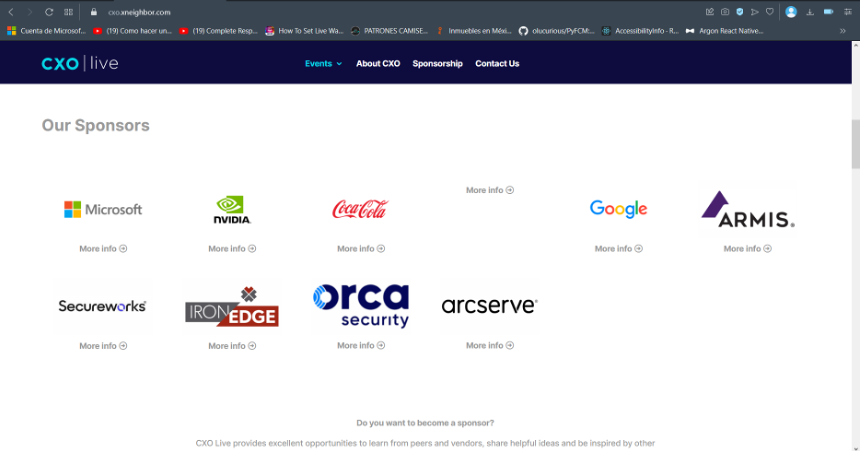 cxo.xneighbor.com
Cuenta de Microsof... (19) Como hacer un... (19) Complete Resp... How To Set Live Wa... PATRONES CAMISE... Inmuebles en Méxi... olucurious/PyFCM:... AccessibilityInfo - R... Argon React Native...
CXO live Events About CXO Sponsorship Contact Us
Our Sponsors
More info
Microsoft NVIDIA. Coca-Cola Google ARMIS.
More info More info More info More info More info
Secureworks IRON EDGE orca security arcserve
More info More info More info More info
Do you want to become a sponsor?
CXO Live provides excellent opportunities to learn from peers and vendors, share helpful ideas and be inspired by other